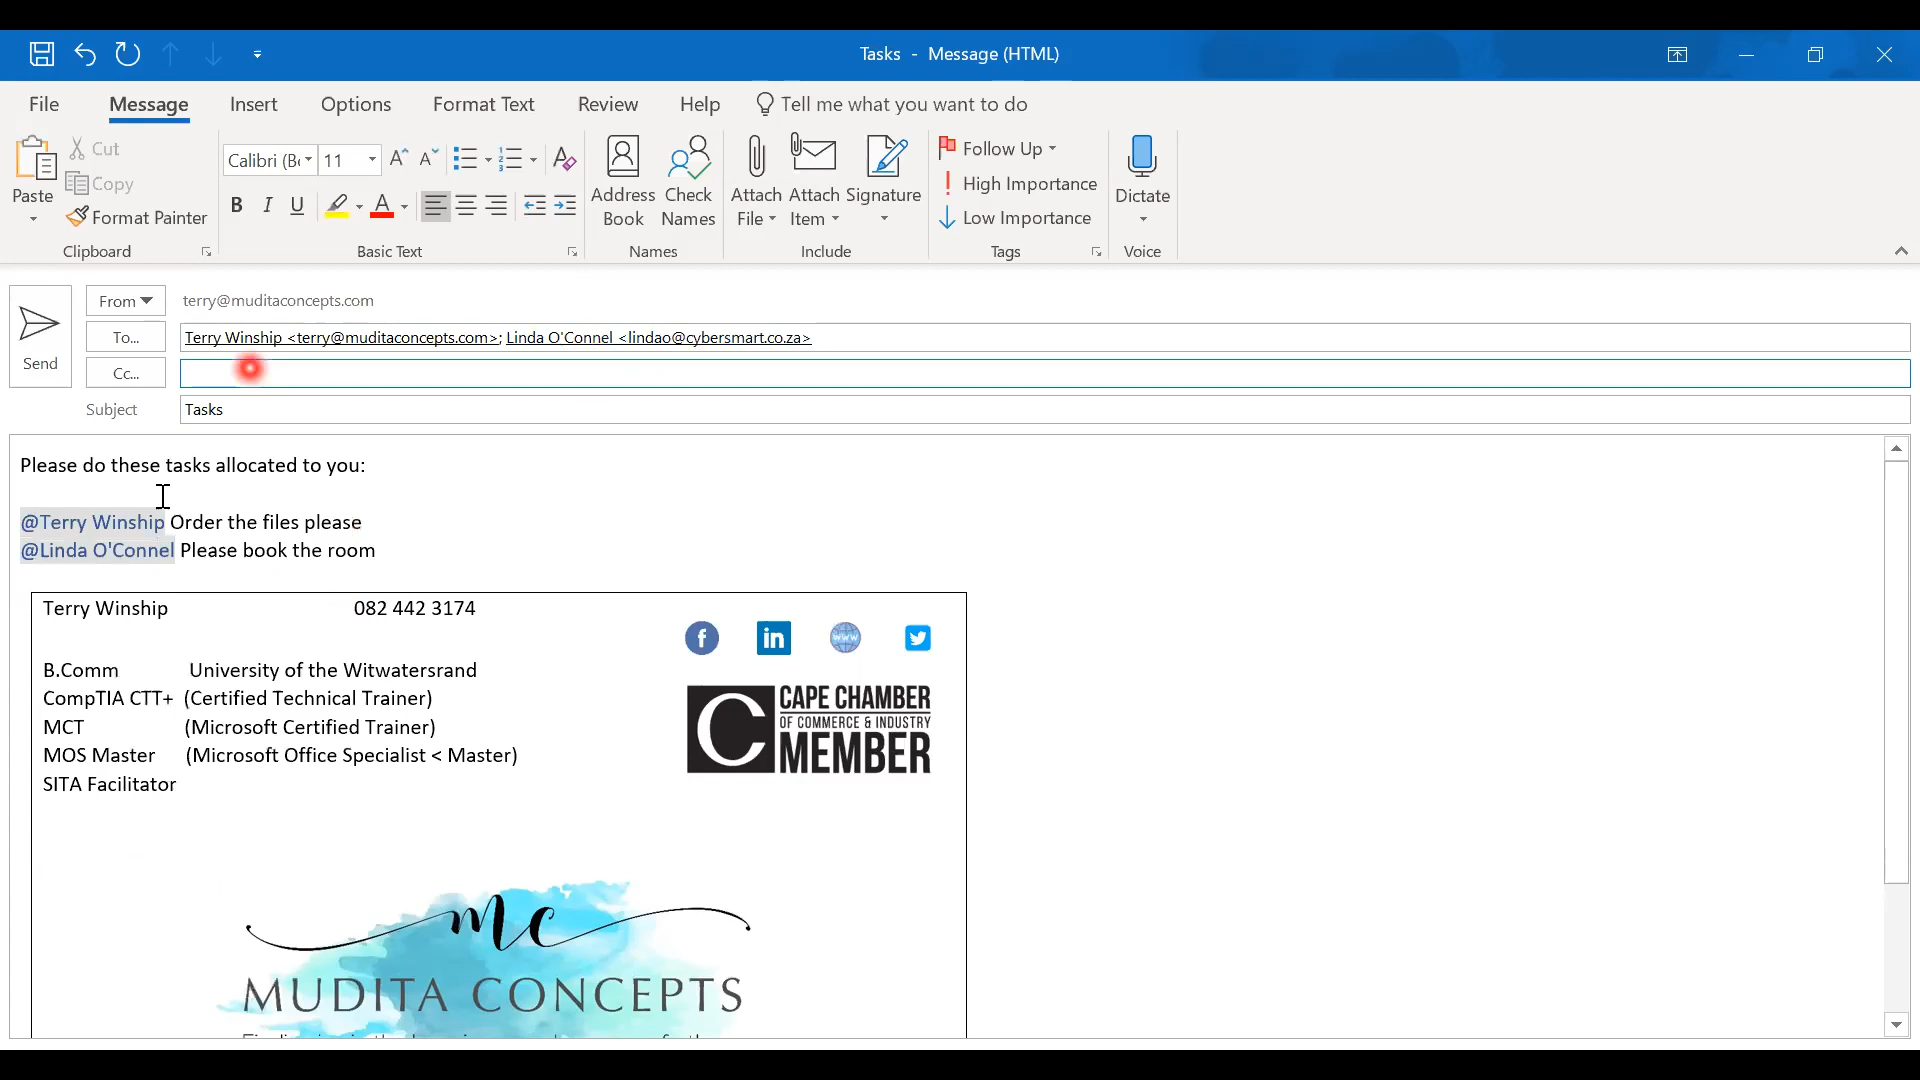 Tasks - Message (HTML)
File Message Insert Options Format Text Review Help Tell me what you want to do
Paste Cut
Copy
Format Painter
Clipboard
Calibri (B 11
B I U A
Basic Text
Address Book
Check Names
Names
Attach File
Attach Item
Signature
Include
Follow Up
High Importance
Low Importance
Tags
Dictate
Voice
Send
From terry@muditaconcepts.com
To... Terry Winship <terry@muditaconcepts.com>; Linda O'Connel <lindao@cybersmart.co.za>
Cc...
Subject Tasks
Please do these tasks allocated to you:
@Terry Winship Order the files please
@Linda O'Connel Please book the room
Terry Winship 082 442 3174
B.Comm University of the Witwatersrand
CompTIA CTT+ (Certified Technical Trainer)
MCT (Microsoft Certified Trainer)
MOS Master (Microsoft Office Specialist < Master)
SITA Facilitator
f in www
C CAPE CHAMBER
OF COMMERCE & INDUSTRY
MEMBER
mc
MUDITA CONCEPTS